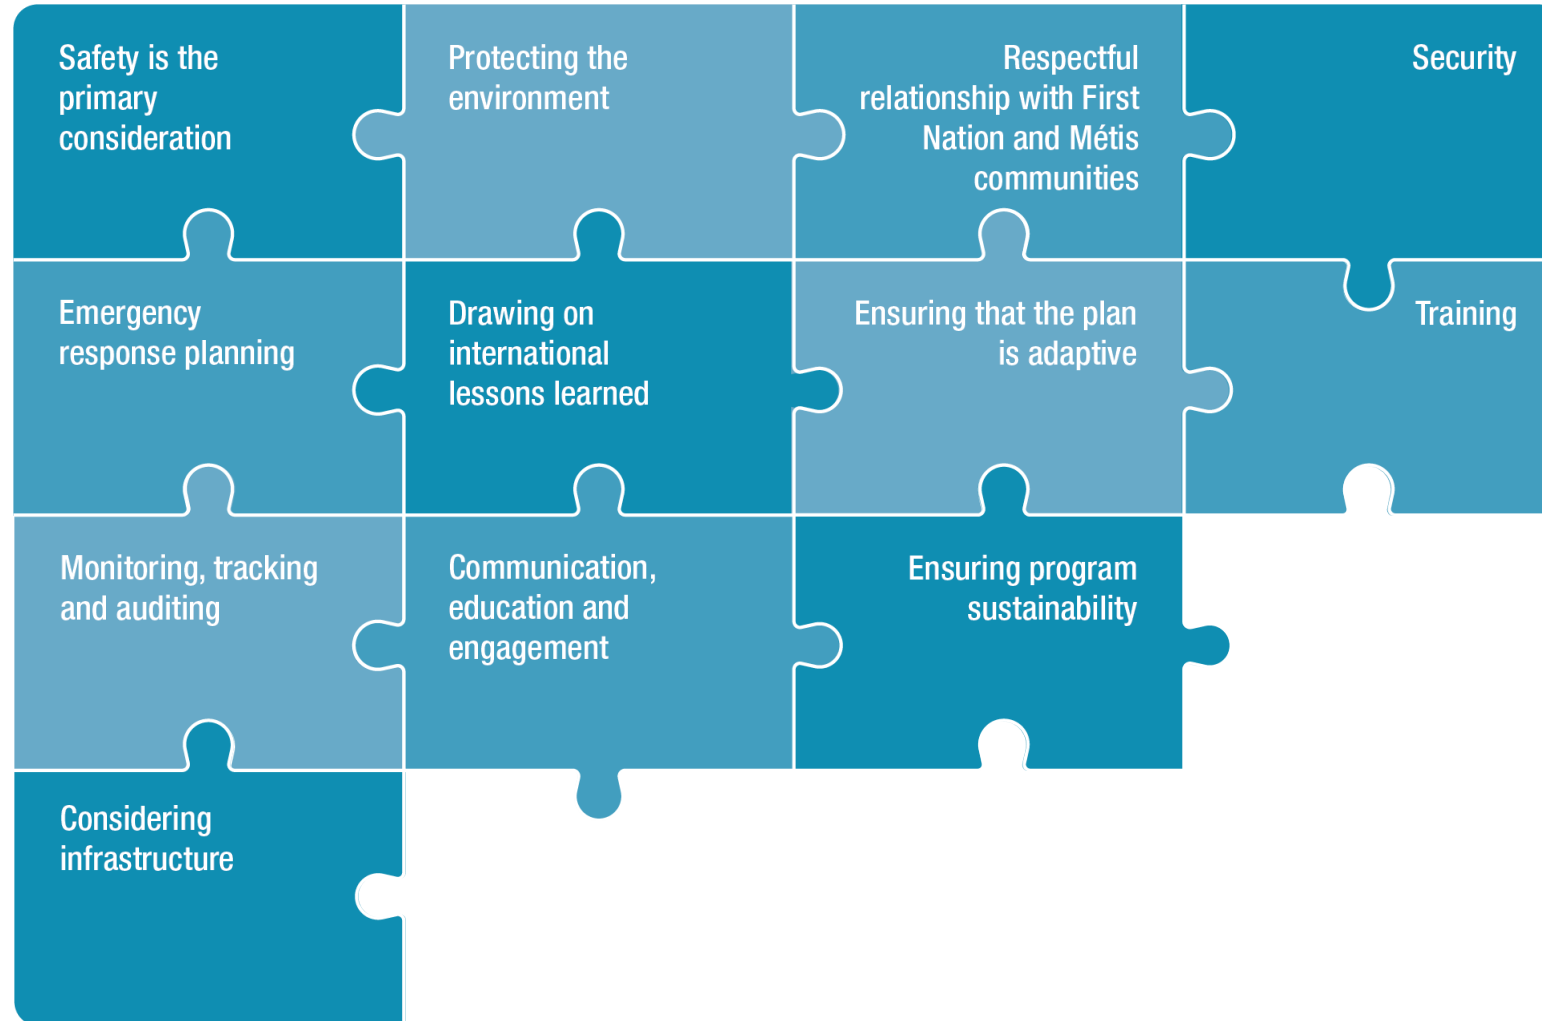 Safety is the
primary
consideration
Protecting the
environment
Respectful
relationship with First
Nation and Métis
communities
Security
Emergency
response planning
Drawing on
international
lessons learned
Ensuring that the plan
is adaptive
Training
Monitoring, tracking
and auditing
Communication,
education and
engagement
Ensuring program
sustainability
Considering
infrastructure